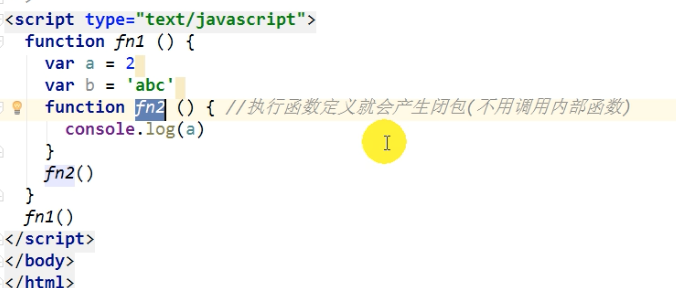 <script type="text/javascript">
function fn1 () {
var a = 2
var b = 'abc'
function fn2 () { //执行函数定义就会产生闭包(不用调用内部函数)
console.log(a)
}
fn2()
}
fn1()
</script>
</body>
</html>